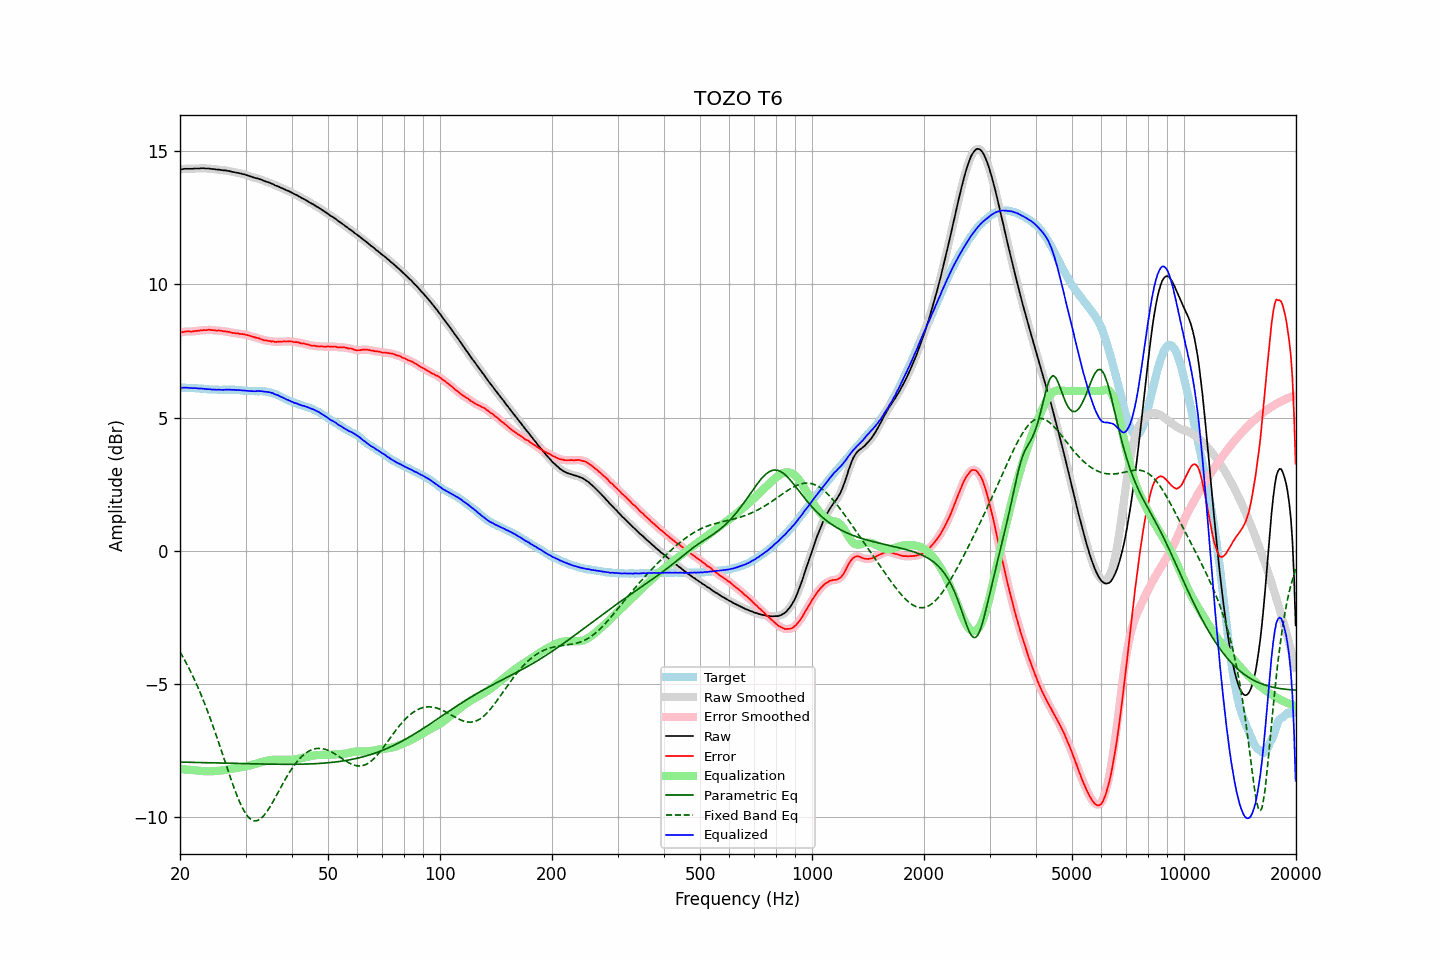 TOZO T6
Amplitude (dBr)
15
10
5
0
−5
−10
Target
Raw Smoothed
Error Smoothed
Raw
Error
Equalization
Parametric Eq
Fixed Band Eq
Equalized
20
50
100
200
500
1000
2000
5000
10000
20000
Frequency (Hz)